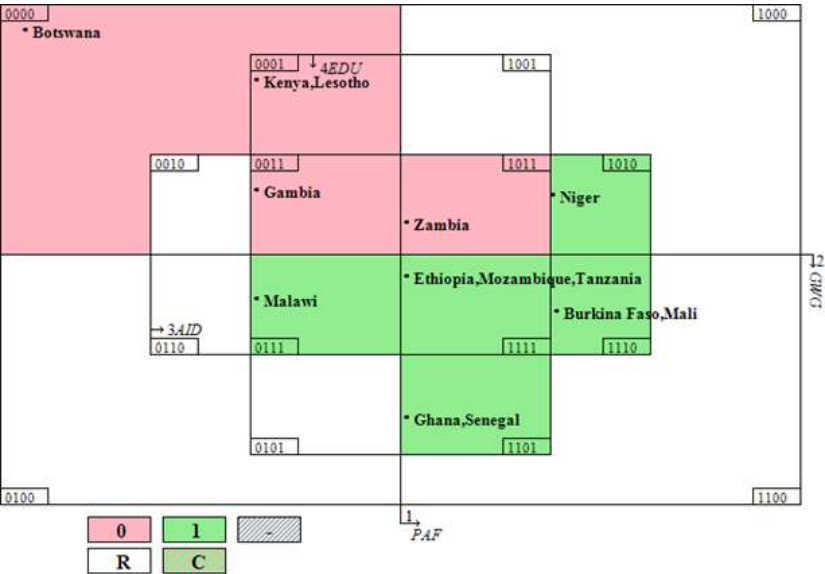 0000
1000
Botswana
0001
4EDU
1001
Kenya,Lesotho
0010
0011
1011
1010
Gambia
Niger
Zambia
2
GWG
Ethiopia,Mozambique,Tanzania
Malawi
Burkina Faso,Mali
3AID
0110
0111
1111
1110
Ghana,Senegal
0101
1101
0100
1100
1
PAF
0
1
-
R
C